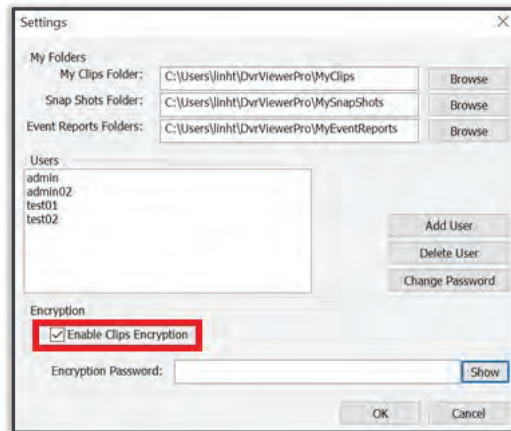 Settings
My Folders
My Clips Folder: C:\Users\linht\DvrViewerPro\MyClips Browse
Snap Shots Folder: C:\Users\linht\DvrViewerPro\MySnapShots Browse
Event Reports Folders: C:\Users\linht\DvrViewerPro\MyEventReports Browse
Users
admin
admin02
test01
test02
Add User
Delete User
Change Password
Encryption
Enable Clips Encryption
Encryption Password: Show
OK Cancel